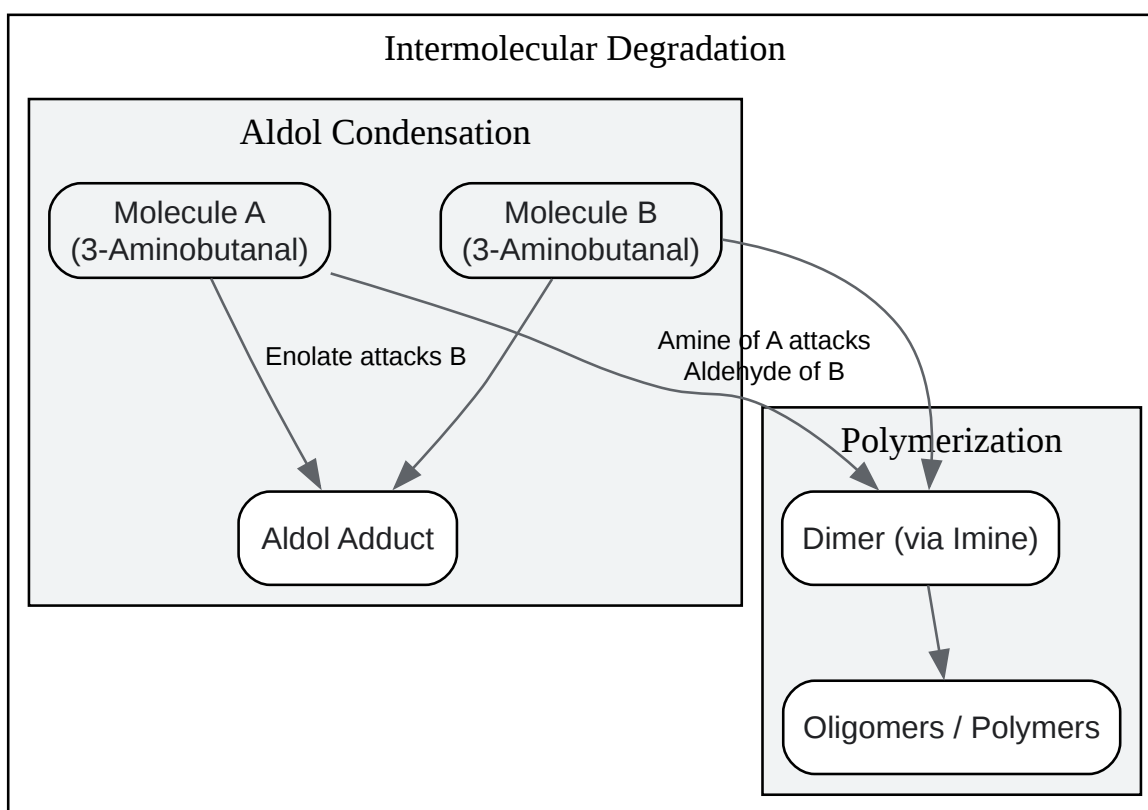 Intermolecular Degradation
Aldol Condensation
Molecule A
(3-Aminobutanal)
Molecule B
(3-Aminobutanal)
Enolate attacks B
Amine of A attacks
Aldehyde of B
Polymerization
Aldol Adduct
Dimer (via Imine)
Oligomers / Polymers